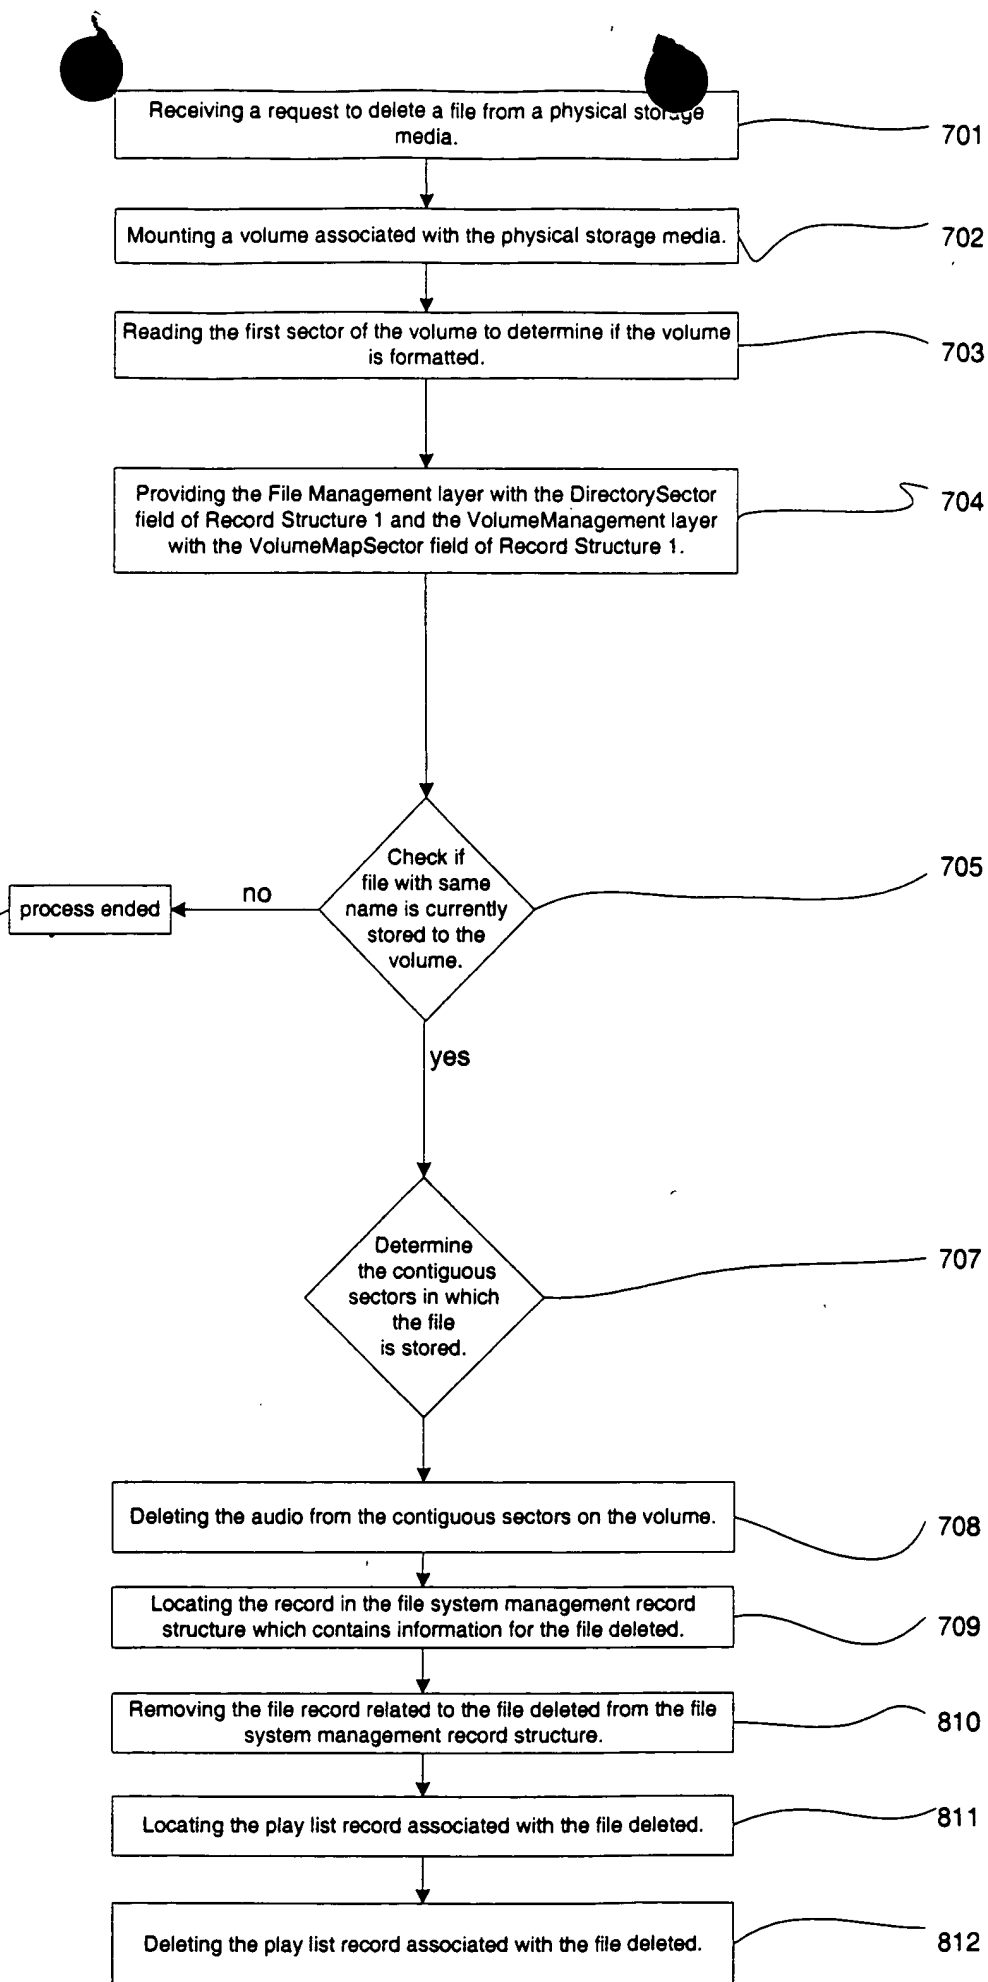 Receiving a request to delete a file from a physical storage
media.
701
Mounting a volume associated with the physical storage media.
702
Reading the first sector of the volume to determine if the volume
is formatted.
703
Providing the File Management layer with the DirectorySector
field of Record Structure 1 and the VolumeManagement layer
with the VolumeMapSector field of Record Structure 1.
704
Check if
file with same
name is currently
stored to the
volume.
705
no
process ended
yes
Determine
the contiguous
sectors in which
the file
is stored.
707
Deleting the audio from the contiguous sectors on the volume.
708
Locating the record in the file system management record
structure which contains information for the file deleted.
709
Removing the file record related to the file deleted from the file
system management record structure.
810
Locating the play list record associated with the file deleted.
811
Deleting the play list record associated with the file deleted.
812